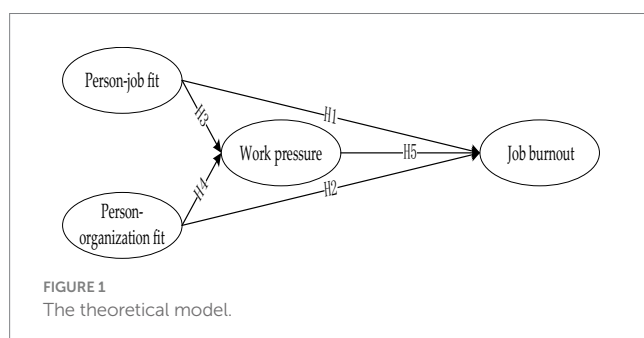 Person-job fit
H1
H3
Work pressure
H5
Job burnout
H4
H2
Person-
organization fit
FIGURE 1
The theoretical model.